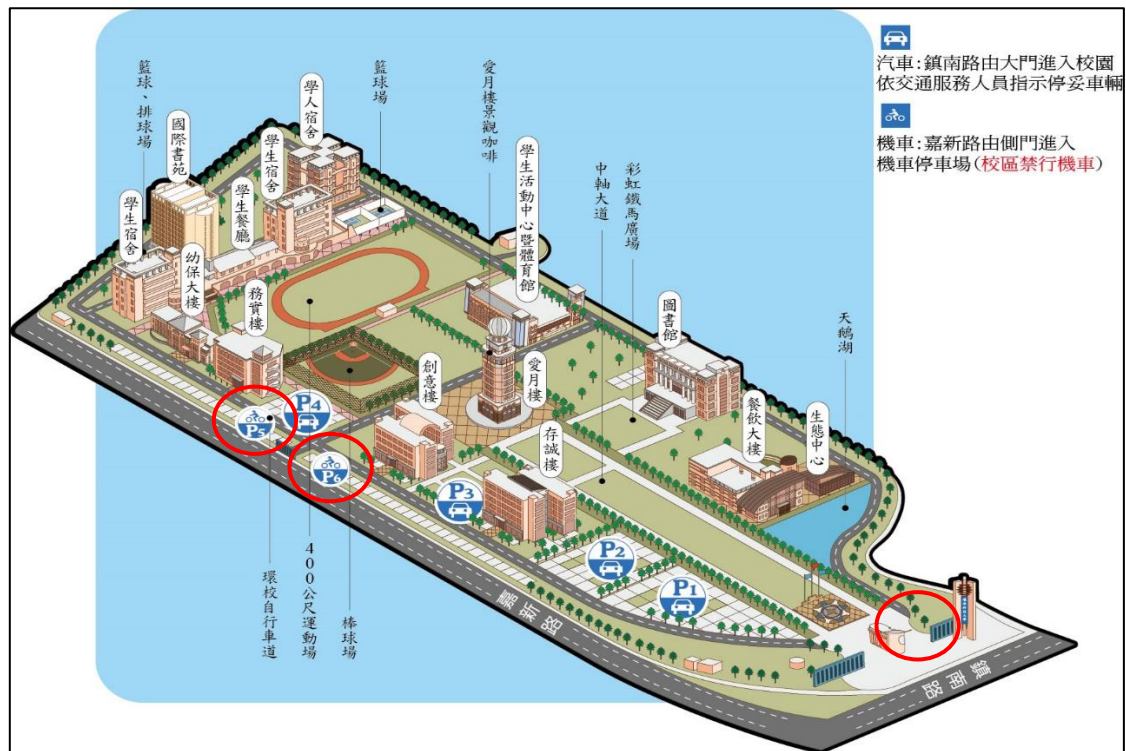 汽車:鎮南路由大門進入校園
依交通服務人員指示停妥車輛
機車:嘉新路由側門進入
機車停車場(校區禁行機車)
籃球、排球場
國際書苑
學人宿舍
學生宿舍
籃球場
愛月樓景觀咖啡
學生活動中心暨體育館
中軸大道
彩虹鐵馬廣場
學生宿舍
學生餐廳
幼保大樓
務實樓
圖書館
天鵝湖
創意樓
愛月樓
餐飲大樓
生態中心
存誠樓
P5
P4
P6
P3
P2
P1
環校自行車道
400公尺運動場
棒球場
嘉新路
鎮南路